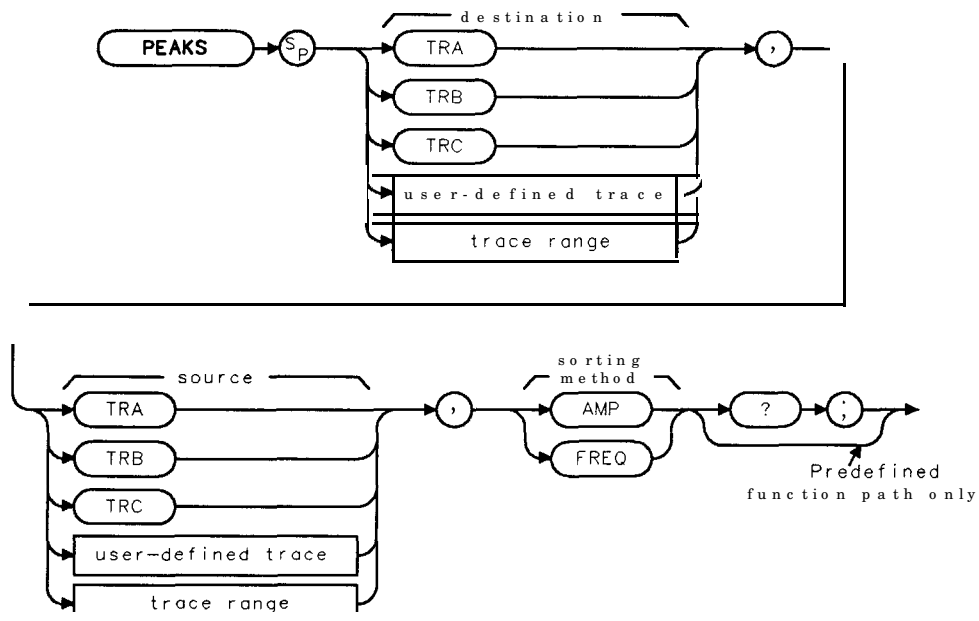 destination
PEAKS SP TRA ,
TRB
TRC
user-defined trace
trace range
source
sorting
method
TRA , AMP ? ;
TRB FREQ
TRC
Predefined
function path only
user-defined trace
trace range